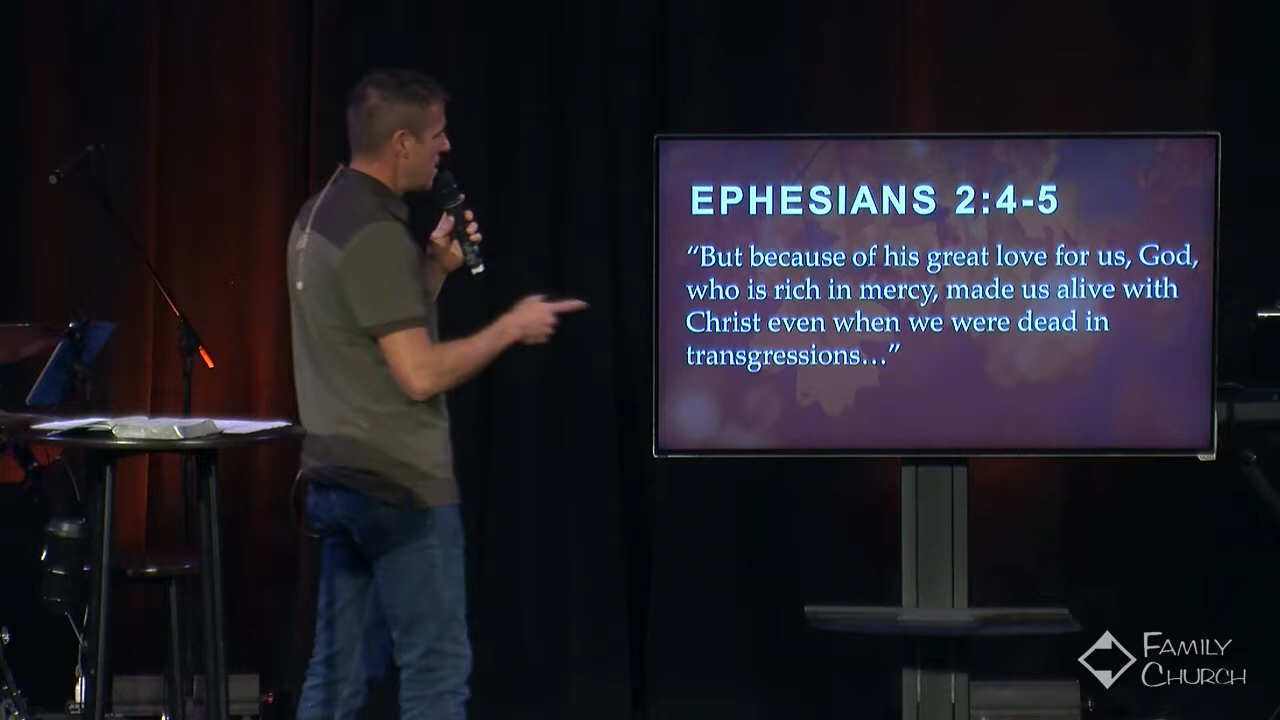 EPHESIANS 2:4-5
“But because of his great love for us, God,
who is rich in mercy, made us alive with
Christ even when we were dead in
transgressions…”
FAMILY
CHURCH